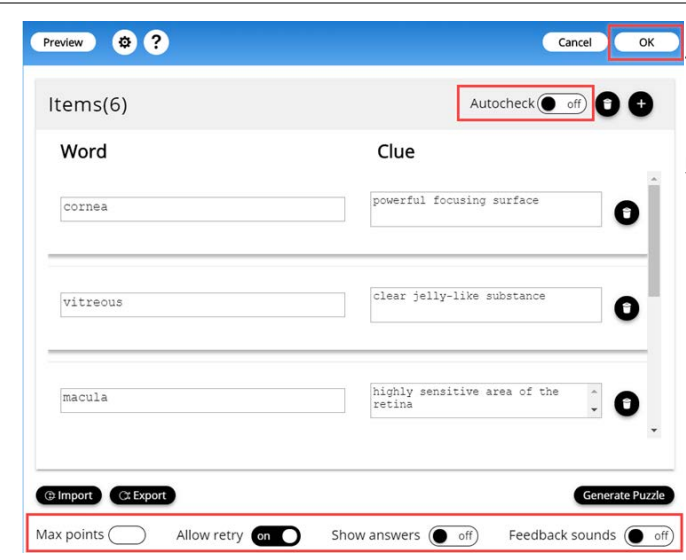 Preview ? Cancel OK
Items(6) Autocheck off
Word Clue
cornea powerful focusing surface
vitreous clear jelly-like substance
macula highly sensitive area of the
retina
Import Export Generate Puzzle
Max points Allow retry on Show answers off Feedback sounds off